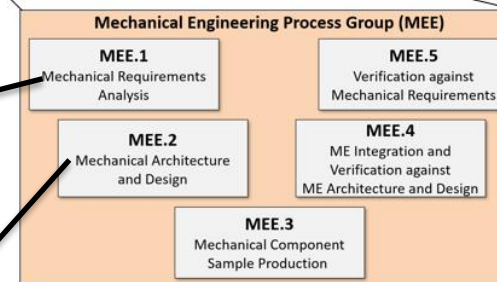 Mechanical Engineering Process Group (MEE)
MEE.1
Mechanical Requirements
Analysis
MEE.5
Verification against
Mechanical Requirements
MEE.2
Mechanical Architecture
and Design
MEE.4
ME Integration and
Verification against
ME Architecture and Design
MEE.3
Mechanical Component
Sample Production